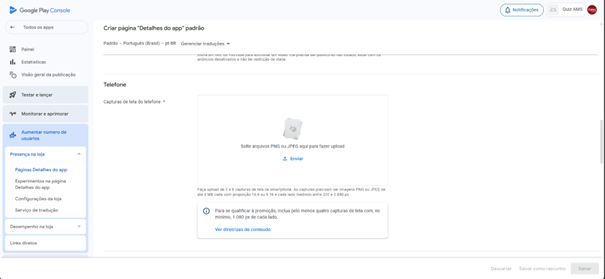 Google Play Console
Notificações
Quiz AMS
Todos os apps
Criar página "Detalhes do app" padrão
Padrão – Português (Brasil) – pt-BR
Gerenciar traduções
Painel
Estatísticas
Visão geral da publicação
Testar e lançar
Monitorar e aprimorar
Aumentar número de
usuários
Presença na loja
Páginas Detalhes do app
Experimentos na página
Detalhes do app
Configurações da loja
Serviço de tradução
Desempenho na loja
Links diretos
anúncios desativados e não ter restrição de idade.
Telefone
Capturas de tela do telefone *
Solte arquivos PNG ou JPEG aqui para fazer upload
Enviar
Faça upload de 2 a 8 capturas de tela de smartphone. As capturas precisam ser imagens PNG ou JPEG de
até 8 MB cada com proporção 16:9 ou 9:16 e cada lado medindo entre 320 e 3.840 px
Para se qualificar à promoção, inclua pelo menos quatro capturas de tela com, no
mínimo, 1.080 px de cada lado.
Ver diretrizes de conteúdo
Descartar
Salvar como rascunho
Salvar